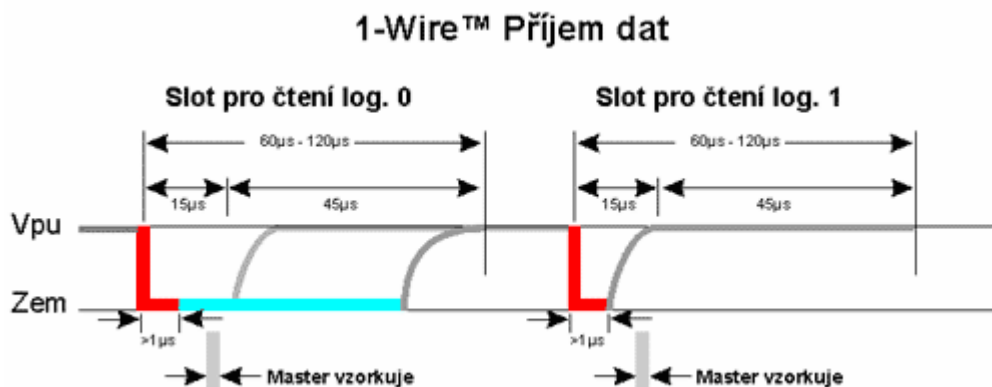 1-Wire™ Příjem dat
Slot pro čtení log. 0
Slot pro čtení log. 1
60µs - 120µs
60µs - 120µs
15µs
45µs
15µs
45µs
Vpu
Zem
>1µs
>1µs
Master vzorkuje
Master vzorkuje